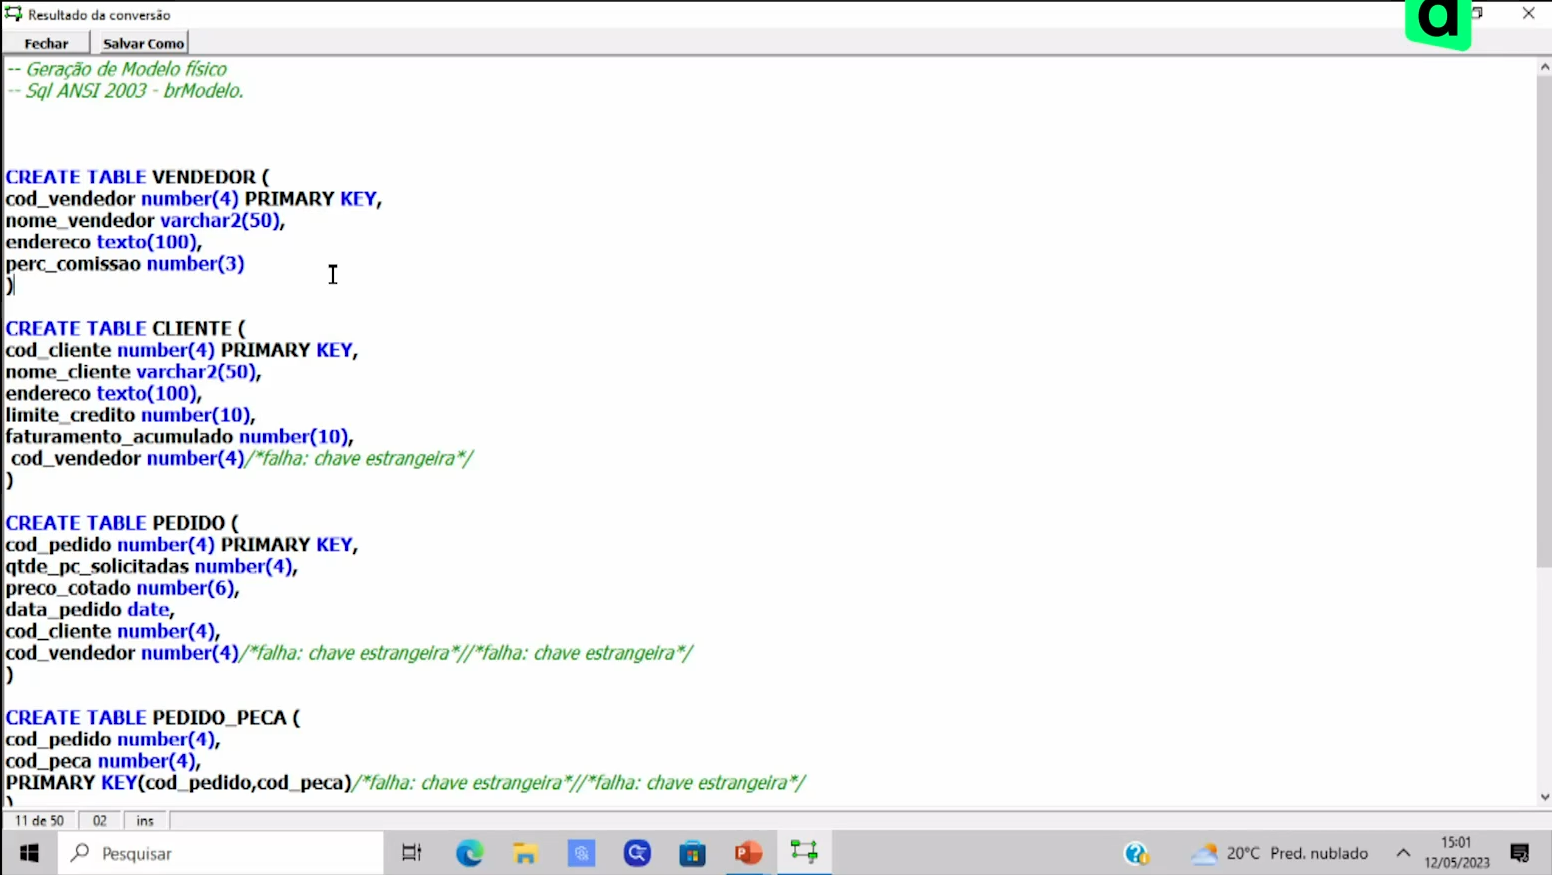 Resultado da conversão
Fechar Salvar Como
-- Geração de Modelo físico
-- Sql ANSI 2003 - brModelo.
CREATE TABLE VENDEDOR (
cod_vendedor number(4) PRIMARY KEY,
nome_vendedor varchar2(50),
endereco texto(100),
perc_comissao number(3)
)
CREATE TABLE CLIENTE (
cod_cliente number(4) PRIMARY KEY,
nome_cliente varchar2(50),
endereco texto(100),
limite_credito number(10),
faturamento_acumulado number(10),
cod_vendedor number(4)/*falha: chave estrangeira*/
)
CREATE TABLE PEDIDO (
cod_pedido number(4) PRIMARY KEY,
qtde_pc_solicitadas number(4),
preco_cotado number(6),
data_pedido date,
cod_cliente number(4),
cod_vendedor number(4)/*falha: chave estrangeira*//*falha: chave estrangeira*/
)
CREATE TABLE PEDIDO_PECA (
cod_pedido number(4),
cod_peca number(4),
PRIMARY KEY(cod_pedido,cod_peca)/*falha: chave estrangeira*//*falha: chave estrangeira*/
)
11 de 50 02 ins
Pesquisar
20°C Pred. nublado
15:01
12/05/2023